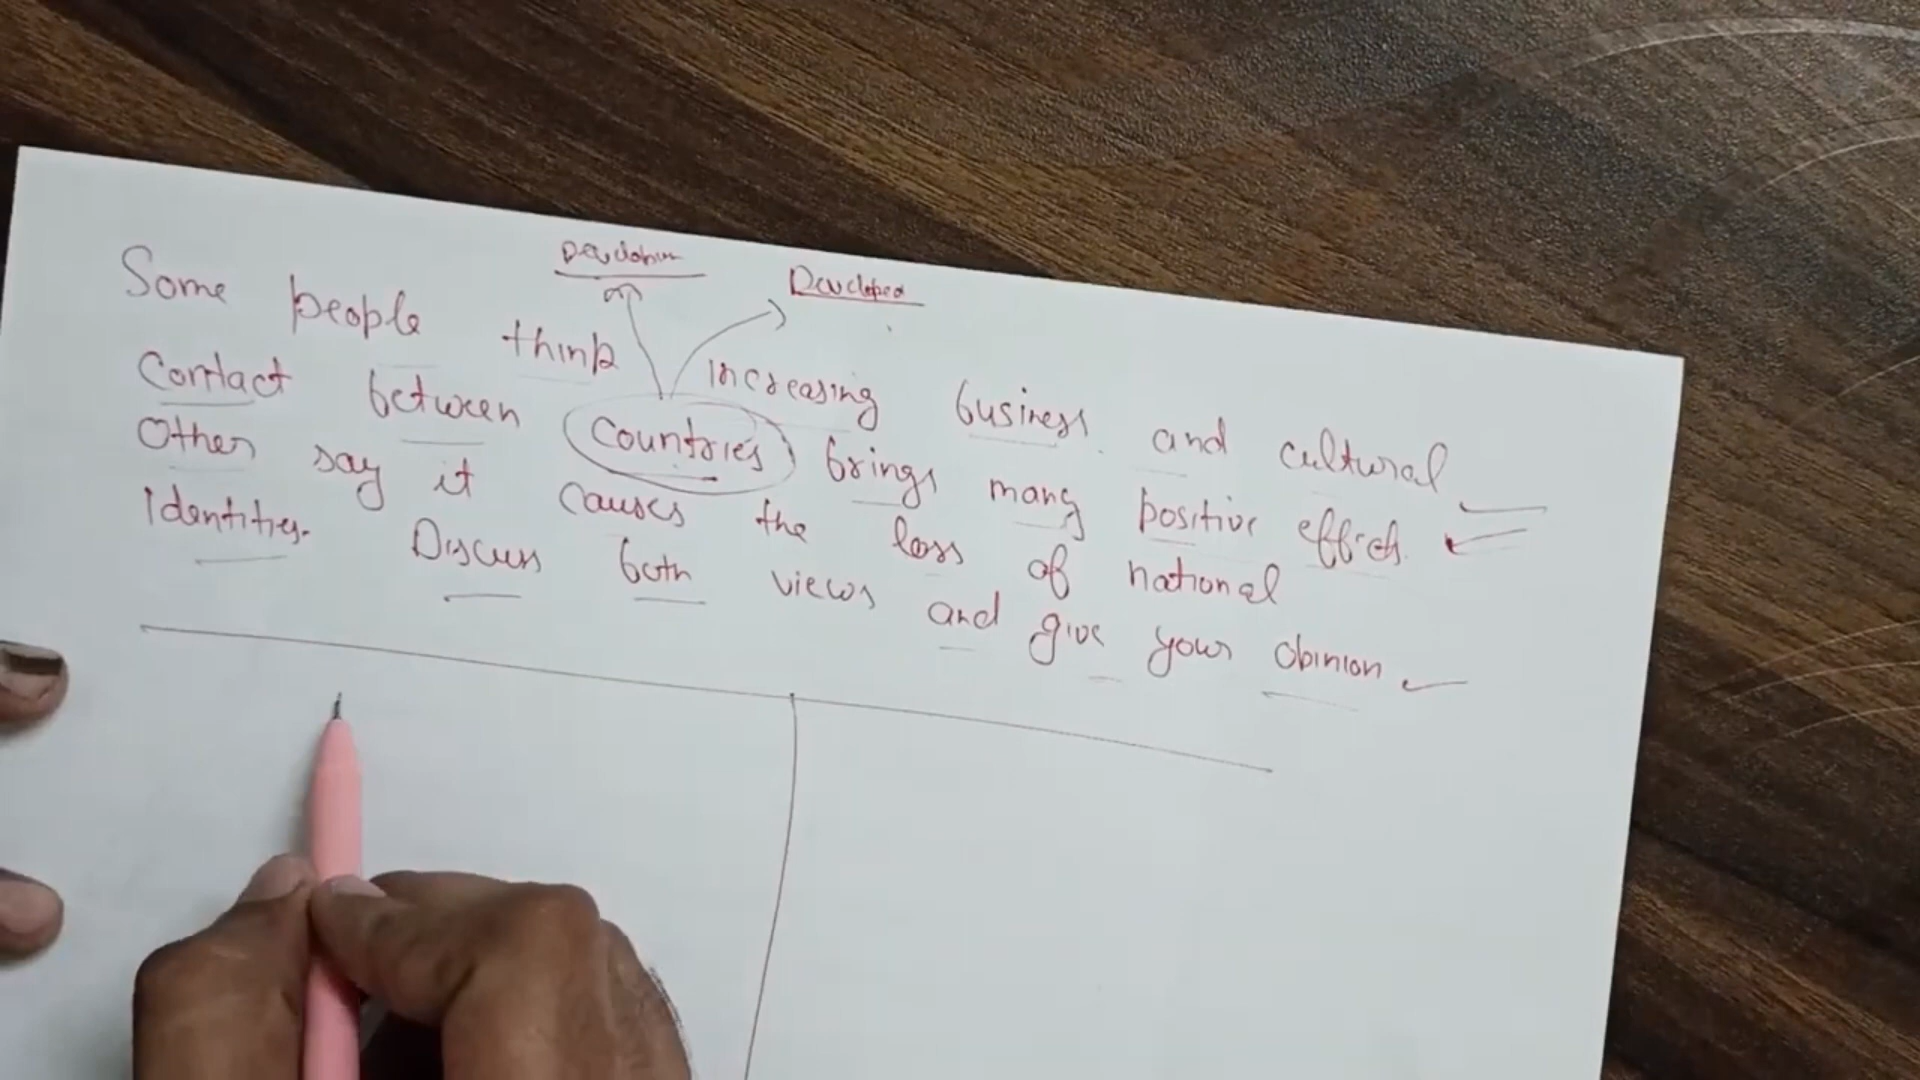 Developed
Some people think increasing business and cultural
Contact between Countries brings many positive effects.
Other say it causes the loss of national
Identities. Discuss both views and give your opinion